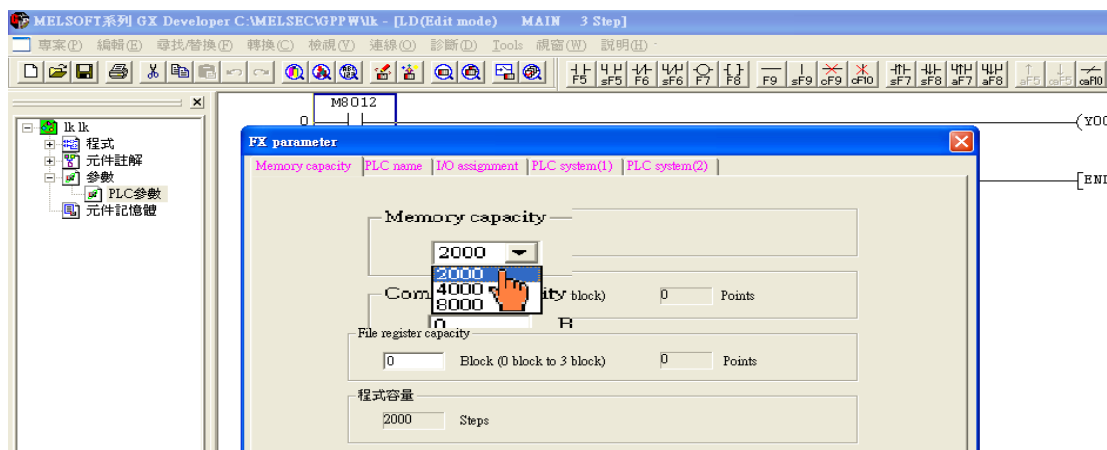 MELSOFT系列 GX Developer C:\MELSEC\GPPW\lk - [LD(Edit mode) MAIN 3 Step]
專案(P) 編輯(E) 尋找/替換(F) 轉換(C) 檢視(V) 連線(O) 診斷(D) Tools 視窗(W) 說明(H)
F5 sF5 F6 sF6 F7 F8 F9 sF9 cF9 cF10 sF7 sF8 aF7 aF8 aF5 caF5 caF10
M8012
0
(Y00
[END
lk lk
程式
元件註解
參數
PLC參數
元件記憶體
FX parameter
Memory capacity PLC name I/O assignment PLC system(1) PLC system(2)
Memory capacity
2000
2000
4000
8000
Com ity block) 0 Points
0 B
File register capacity
0 Block (0 block to 3 block) 0 Points
程式容量
2000 Steps